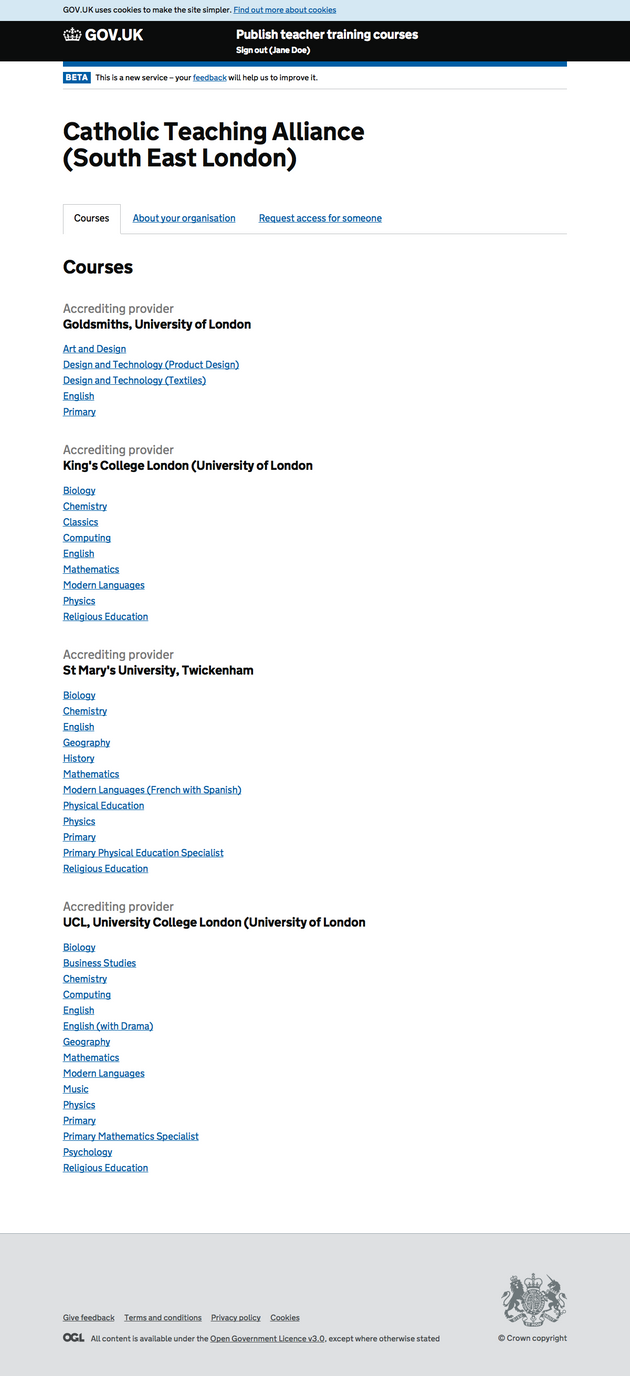 GOV.UK uses cookies to make the site simpler. Find out more about cookies
GOV.UK
Publish teacher training courses
Sign out (Jane Doe)
BETA This is a new service – your feedback will help us to improve it.
Catholic Teaching Alliance
(South East London)
Courses About your organisation Request access for someone
Courses
Accrediting provider
Goldsmiths, University of London
Art and Design
Design and Technology (Product Design)
Design and Technology (Textiles)
English
Primary
Accrediting provider
King's College London (University of London
Biology
Chemistry
Classics
Computing
English
Mathematics
Modern Languages
Physics
Religious Education
Accrediting provider
St Mary's University, Twickenham
Biology
Chemistry
English
Geography
History
Mathematics
Modern Languages (French with Spanish)
Physical Education
Physics
Primary
Primary Physical Education Specialist
Religious Education
Accrediting provider
UCL, University College London (University of London
Biology
Business Studies
Chemistry
Computing
English
English (with Drama)
Geography
Mathematics
Modern Languages
Music
Physics
Primary
Primary Mathematics Specialist
Psychology
Religious Education
Give feedback Terms and conditions Privacy policy Cookies
OGL All content is available under the Open Government Licence v3.0, except where otherwise stated
© Crown copyright